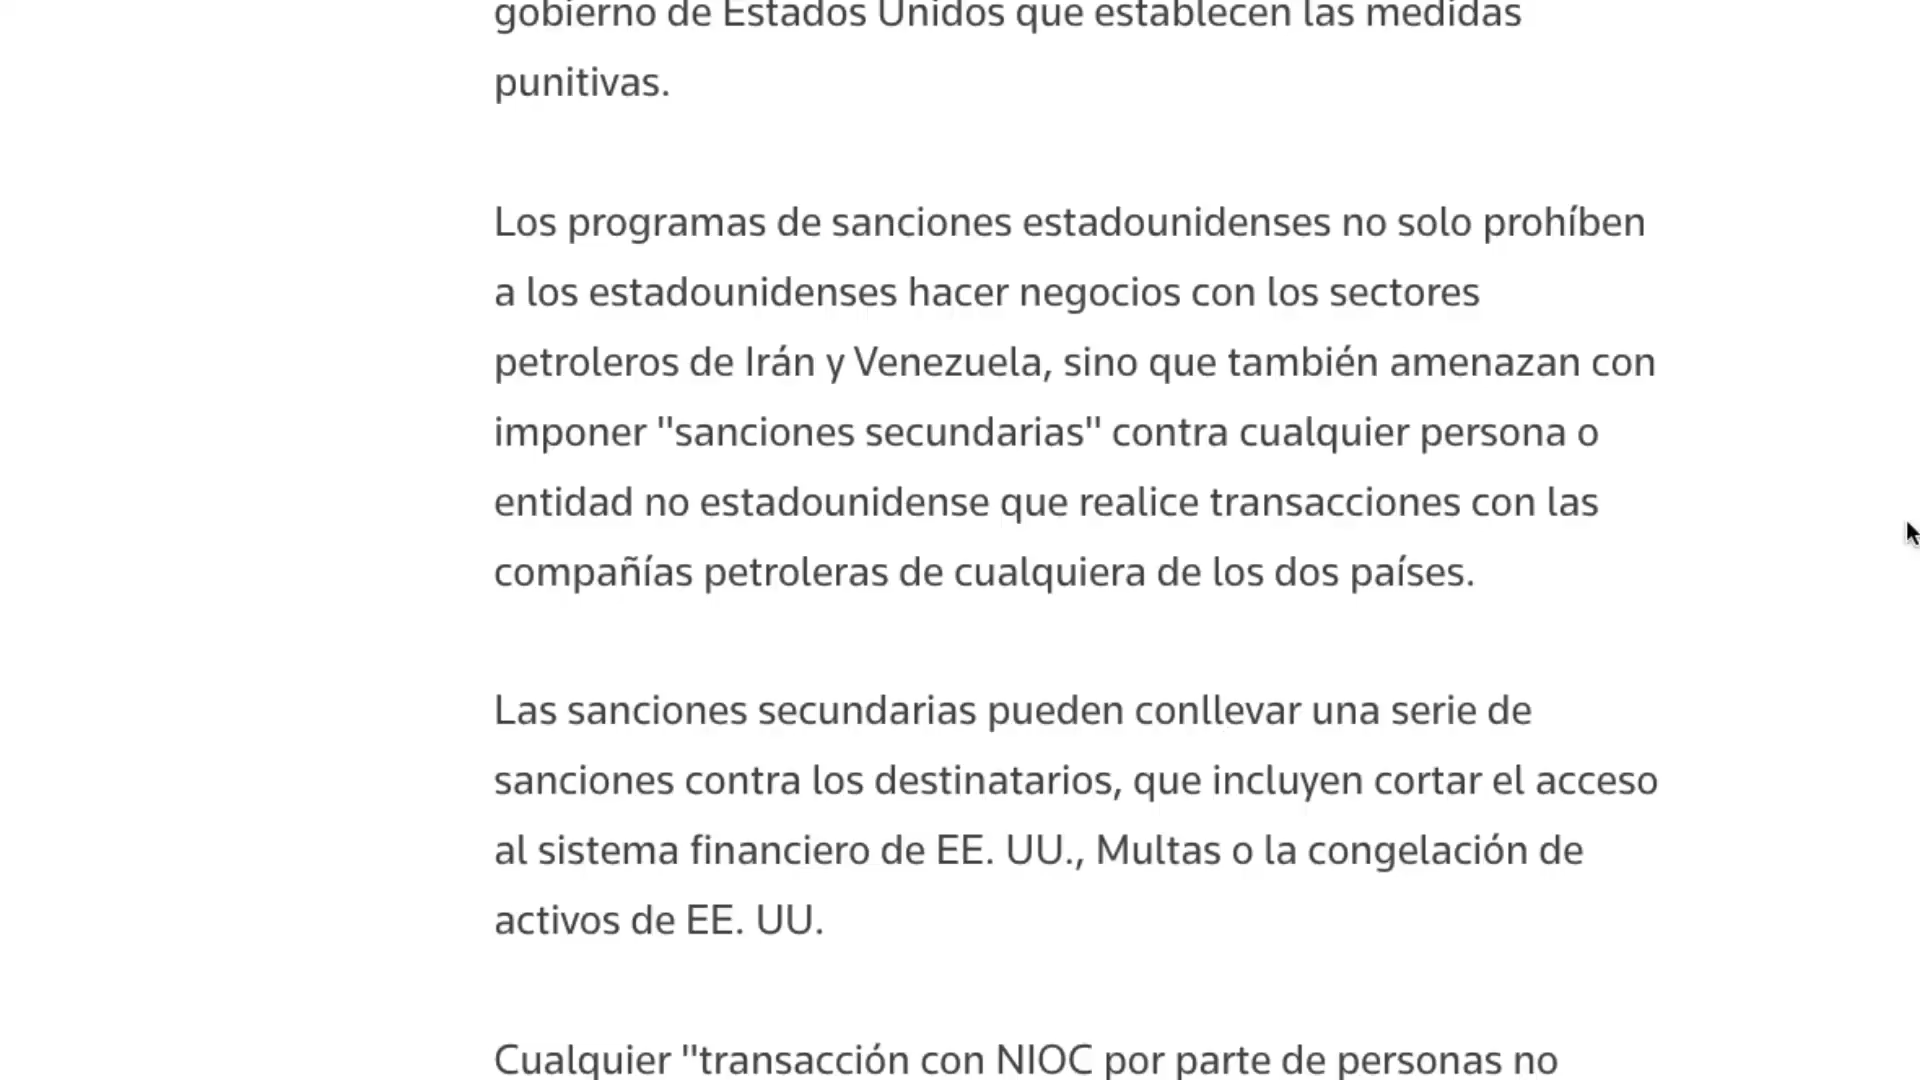 gobierno de Estados Unidos que establecen las medidas
punitivas.
Los programas de sanciones estadounidenses no solo prohíben
a los estadounidenses hacer negocios con los sectores
petroleros de Irán y Venezuela, sino que también amenazan con
imponer "sanciones secundarias" contra cualquier persona o
entidad no estadounidense que realice transacciones con las
compañías petroleras de cualquiera de los dos países.
Las sanciones secundarias pueden conllevar una serie de
sanciones contra los destinatarios, que incluyen cortar el acceso
al sistema financiero de EE. UU., Multas o la congelación de
activos de EE. UU.
Cualquier "transacción con NIOC por parte de personas no